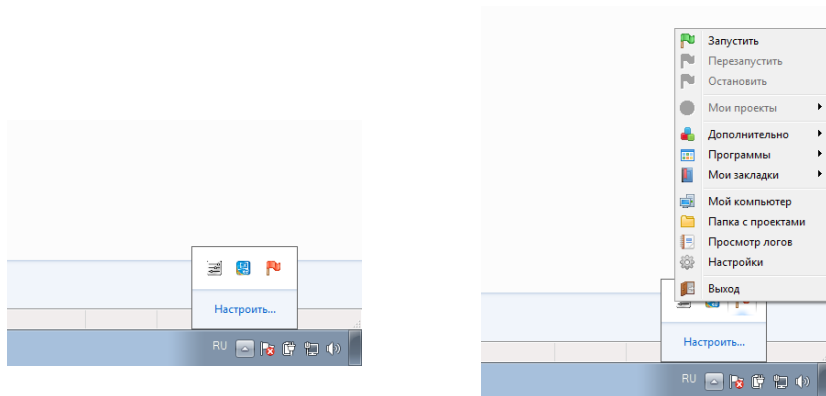 Настроить...
RU
Запустить
Перезапустить
Остановить
Мои проекты
Дополнительно
Программы
Мои закладки
Мой компьютер
Папка с проектами
Просмотр логов
Настройки
Выход
Настроить...
RU